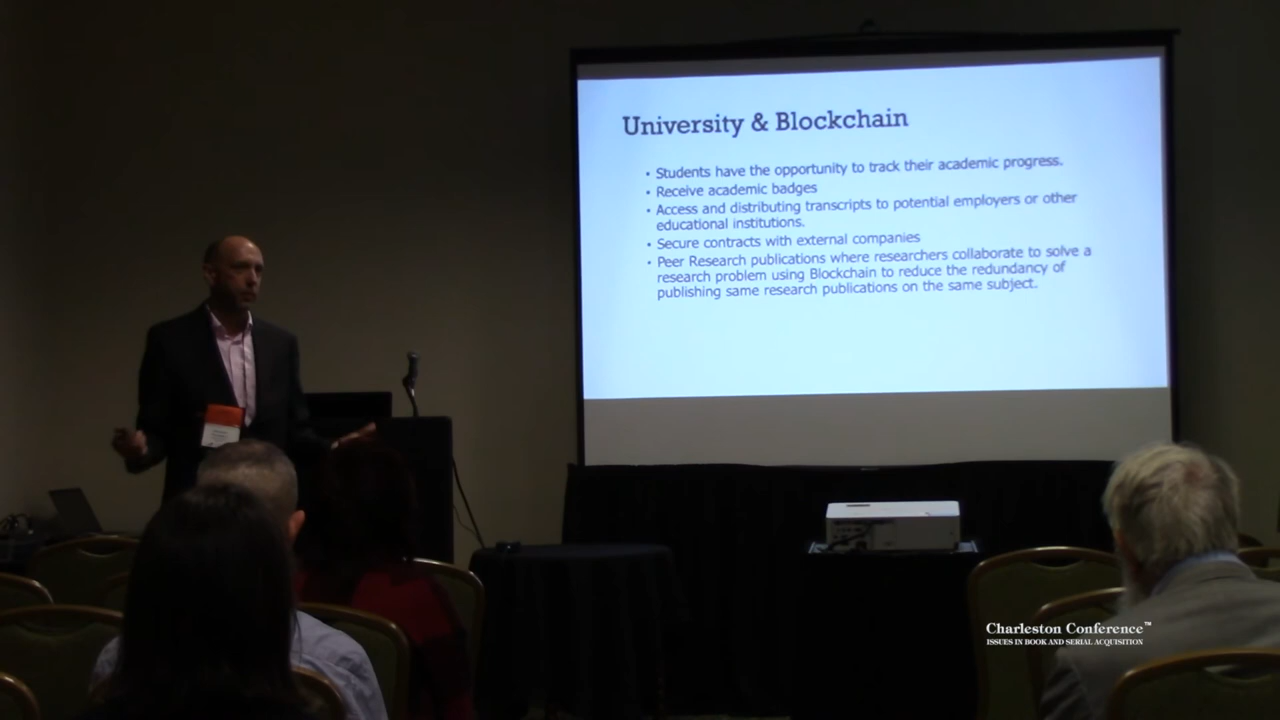 University & Blockchain
• Students have the opportunity to track their academic progress.
• Receive academic badges
• Access and distributing transcripts to potential employers or other
educational institutions.
• Secure contracts with external companies
• Peer Research publications where researchers collaborate to solve a
research problem using Blockchain to reduce the redundancy of
publishing same research publications on the same subject.
Charleston Conference™
ISSUES IN BOOK AND SERIAL ACQUISITION